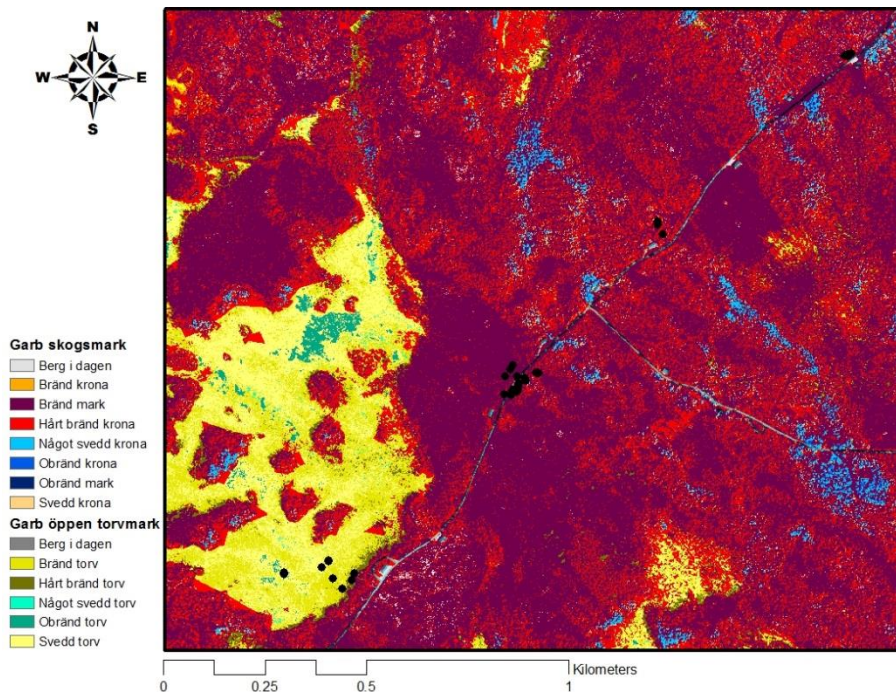 N
W E
S
Garb skogsmark
Berg i dagen
Bränd krona
Bränd mark
Hårt bränd krona
Något svedd krona
Obränd krona
Obränd mark
Svedd krona
Garb öppen torvmark
Berg i dagen
Bränd torv
Hårt bränd torv
Något svedd torv
Obränd torv
Svedd torv
Kilometers
0 0.25 0.5 1